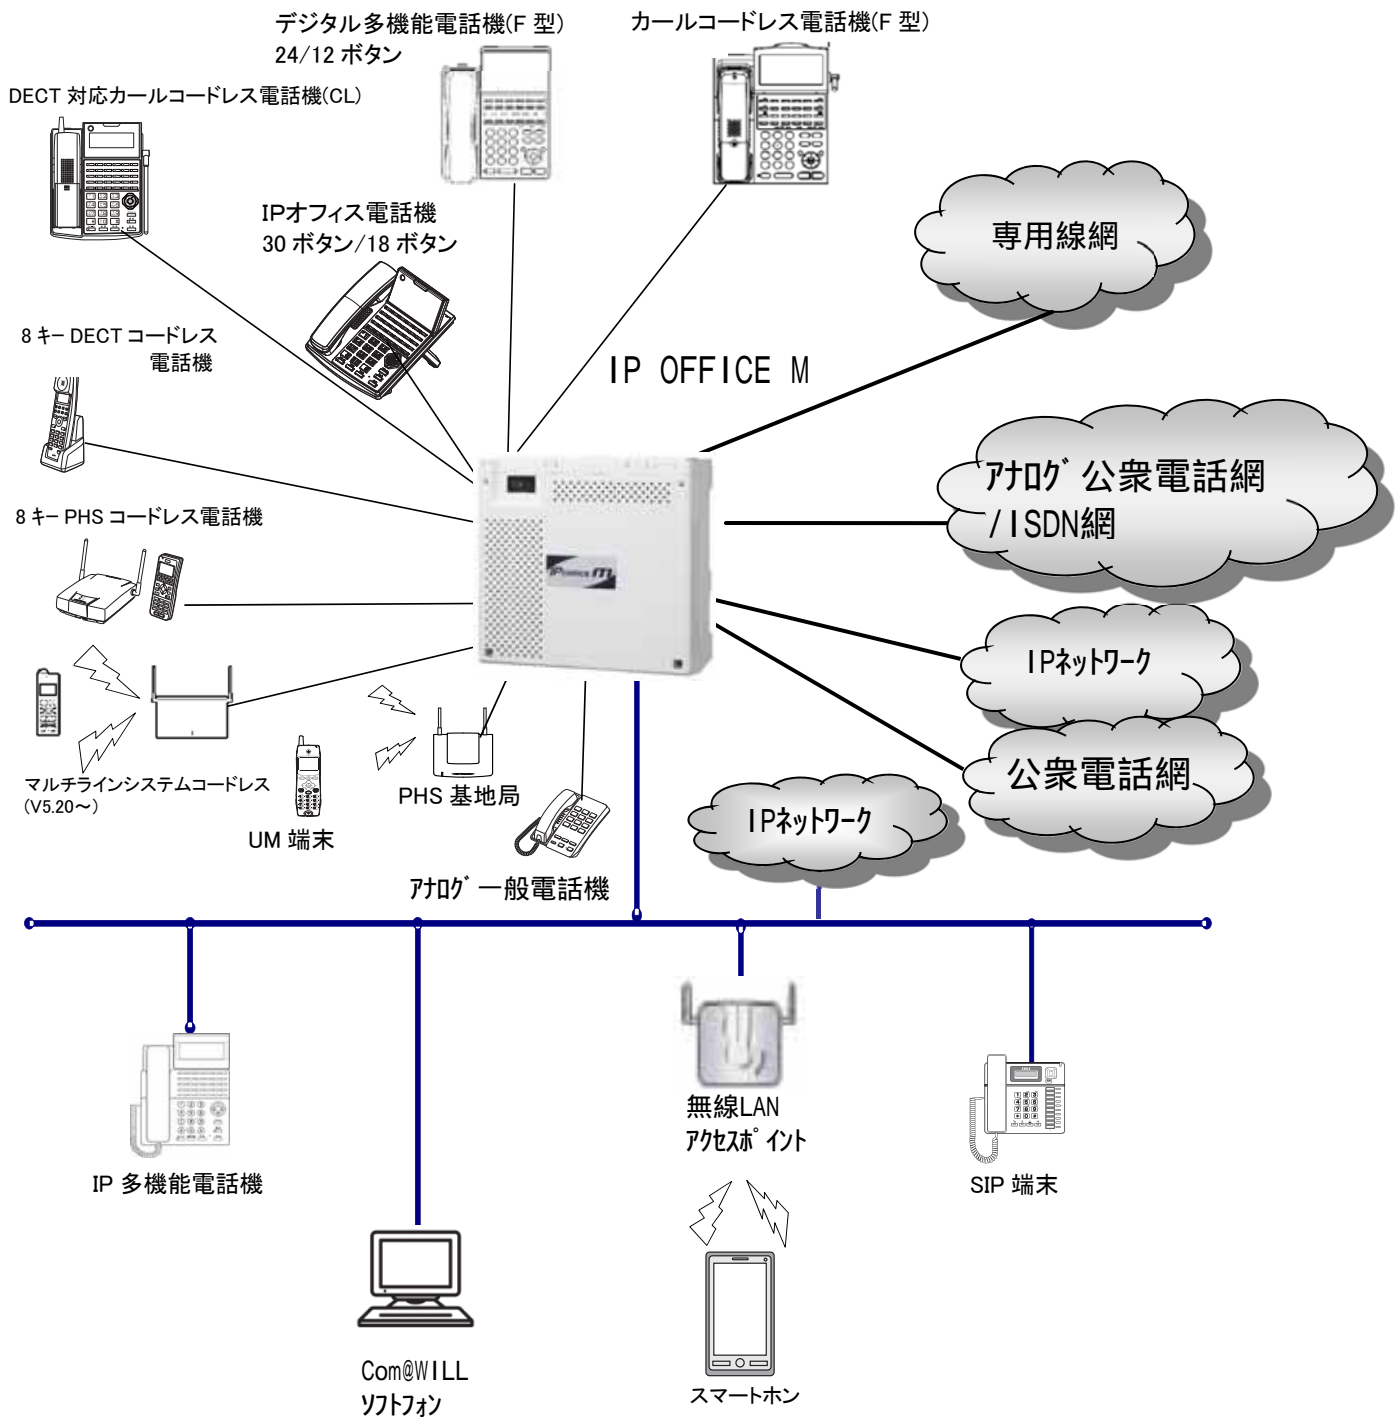 デジタル多機能電話機(F 型)
24/12 ボタン
カールコードレス電話機(F 型)
DECT 対応カールコードレス電話機(CL)
IPオフィス電話機
30 ボタン/18 ボタン
専用線網
8 ｷｰ DECT コードレス
電話機
IP OFFICE M
ｱﾅﾛｸﾞ 公衆電話網
/ISDN網
8 ｷｰ PHS コードレス電話機
IPﾈｯﾄﾜｰｸ
マルチラインシステムコードレス
(V5.20～)
UM 端末
PHS 基地局
公衆電話網
IPﾈｯﾄﾜｰｸ
ｱﾅﾛｸﾞ 一般電話機
無線LAN
ｱｸｾｽﾎﾟｲﾝﾄ
IP 多機能電話機
SIP 端末
Com@WILL
ｿﾌﾄﾌｫﾝ
スマートホン